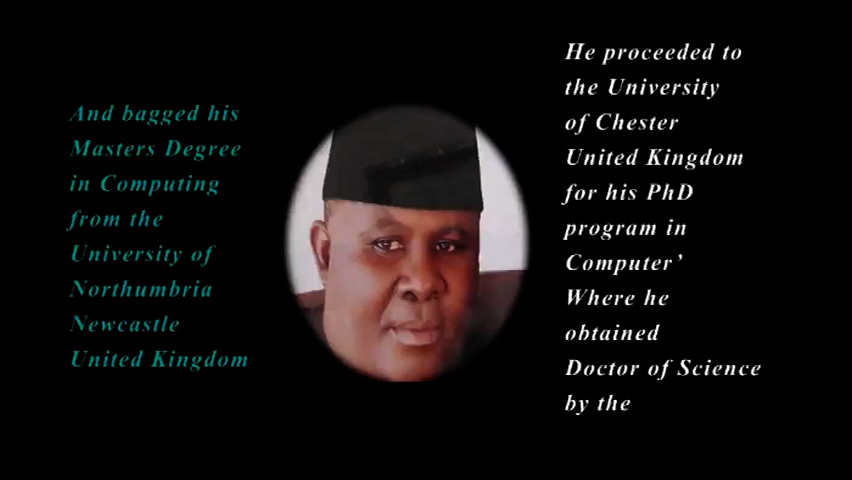 And bagged his
Masters Degree
in Computing
from the
University of
Northumbria
Newcastle
United Kingdom
He proceeded to
the University
of Chester
United Kingdom
for his PhD
program in
Computer’
Where he
obtained
Doctor of Science
by the